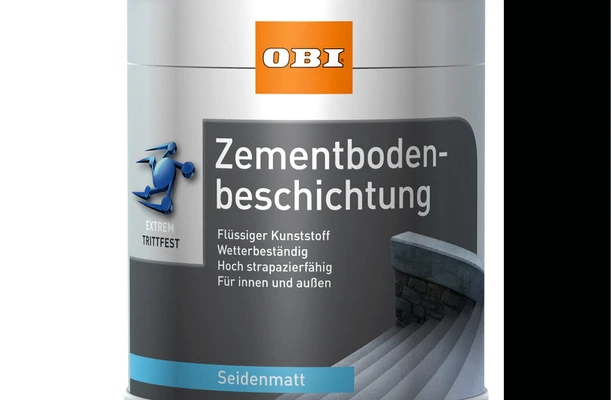 OBI
Zementboden-
beschichtung
EXTREM
TRITTFEST
Flüssiger Kunststoff
Wetterbeständig
Hoch strapazierfähig
Für innen und außen
Seidenmatt